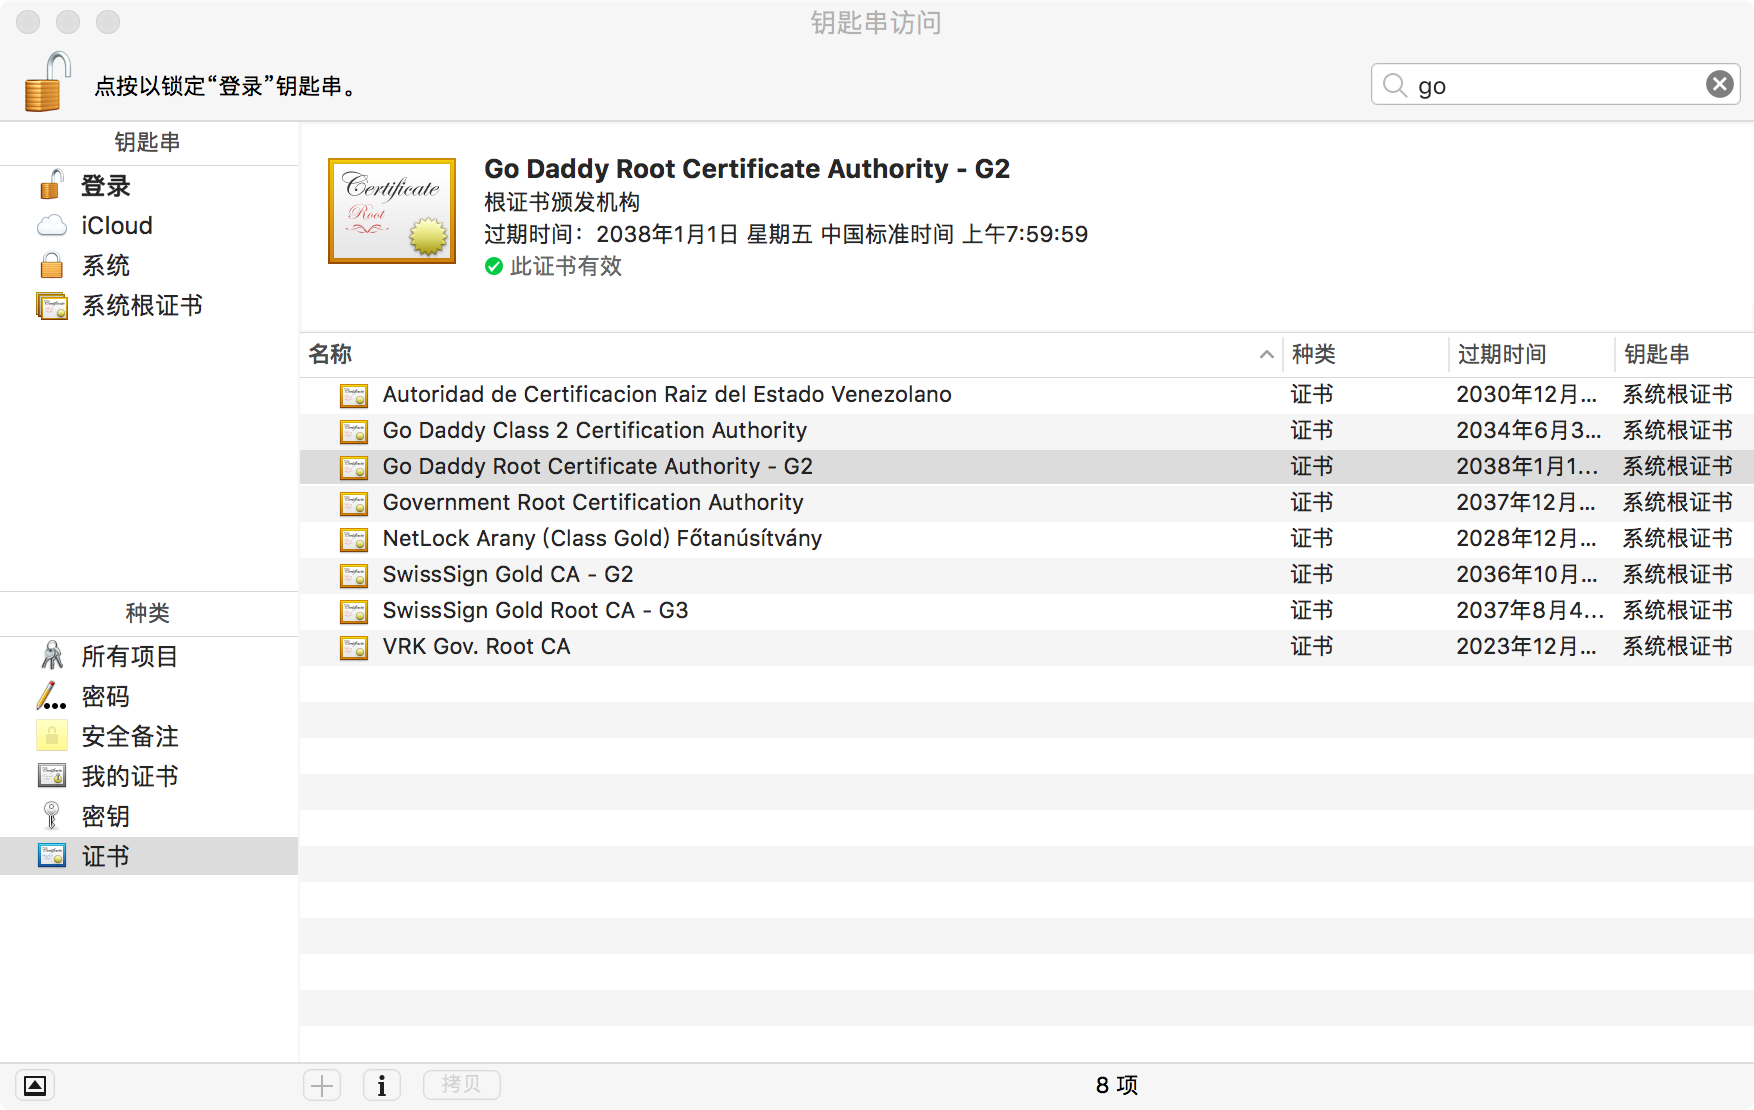 钥匙串访问
点按以锁定“登录”钥匙串。
go
钥匙串
登录
iCloud
系统
系统根证书
种类
所有项目
密码
安全备注
我的证书
密钥
证书
Certificate
Root
Go Daddy Root Certificate Authority - G2
根证书颁发机构
过期时间：2038年1月1日 星期五 中国标准时间 上午7:59:59
此证书有效
名称 种类 过期时间 钥匙串
Autoridad de Certificacion Raiz del Estado Venezolano 证书 2030年12月... 系统根证书
Go Daddy Class 2 Certification Authority 证书 2034年6月3... 系统根证书
Go Daddy Root Certificate Authority - G2 证书 2038年1月1... 系统根证书
Government Root Certification Authority 证书 2037年12月... 系统根证书
NetLock Arany (Class Gold) Főtanúsítvány 证书 2028年12月... 系统根证书
SwissSign Gold CA - G2 证书 2036年10月... 系统根证书
SwissSign Gold Root CA - G3 证书 2037年8月4... 系统根证书
VRK Gov. Root CA 证书 2023年12月... 系统根证书
拷贝
8 项